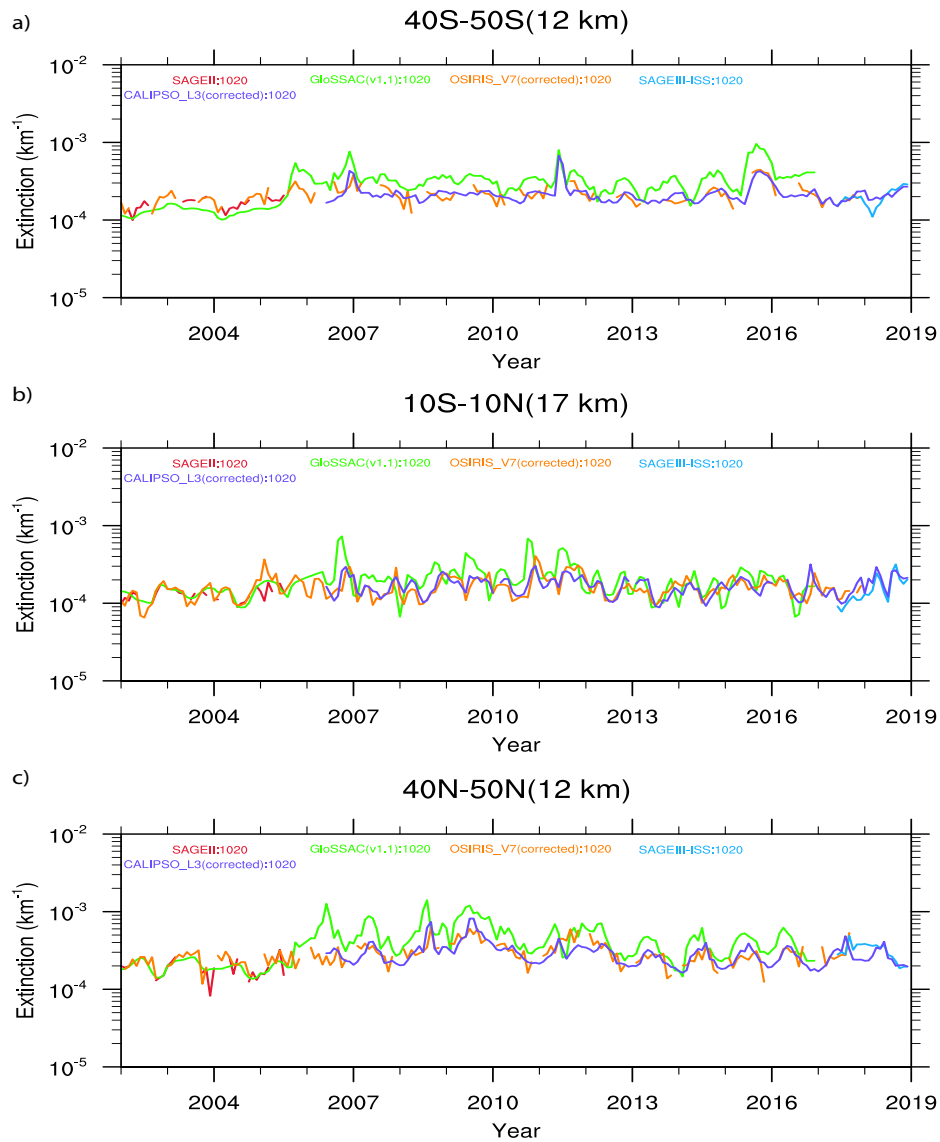 a)
40S-50S(12 km)
10⁻²
SAGEII:1020 GloSSAC(v1.1):1020 OSIRIS_V7(corrected):1020 SAGEIII-ISS:1020
CALIPSO_L3(corrected):1020
10⁻³
Extinction (km⁻¹)
10⁻⁴
10⁻⁵
2004 2007 2010 2013 2016 2019
Year
b)
10S-10N(17 km)
10⁻²
SAGEII:1020 GloSSAC(v1.1):1020 OSIRIS_V7(corrected):1020 SAGEIII-ISS:1020
CALIPSO_L3(corrected):1020
10⁻³
Extinction (km⁻¹)
10⁻⁴
10⁻⁵
2004 2007 2010 2013 2016 2019
Year
c)
40N-50N(12 km)
10⁻²
SAGEII:1020 GloSSAC(v1.1):1020 OSIRIS_V7(corrected):1020 SAGEIII-ISS:1020
CALIPSO_L3(corrected):1020
10⁻³
Extinction (km⁻¹)
10⁻⁴
10⁻⁵
2004 2007 2010 2013 2016 2019
Year